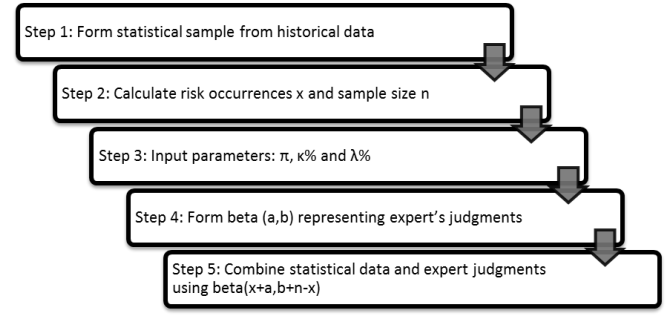 Step 1: Form statistical sample from historical data
Step 2: Calculate risk occurrences x and sample size n
Step 3: Input parameters: π, κ% and λ%
Step 4: Form beta (a,b) representing expert’s judgments
Step 5: Combine statistical data and expert judgments
using beta(x+a,b+n-x)